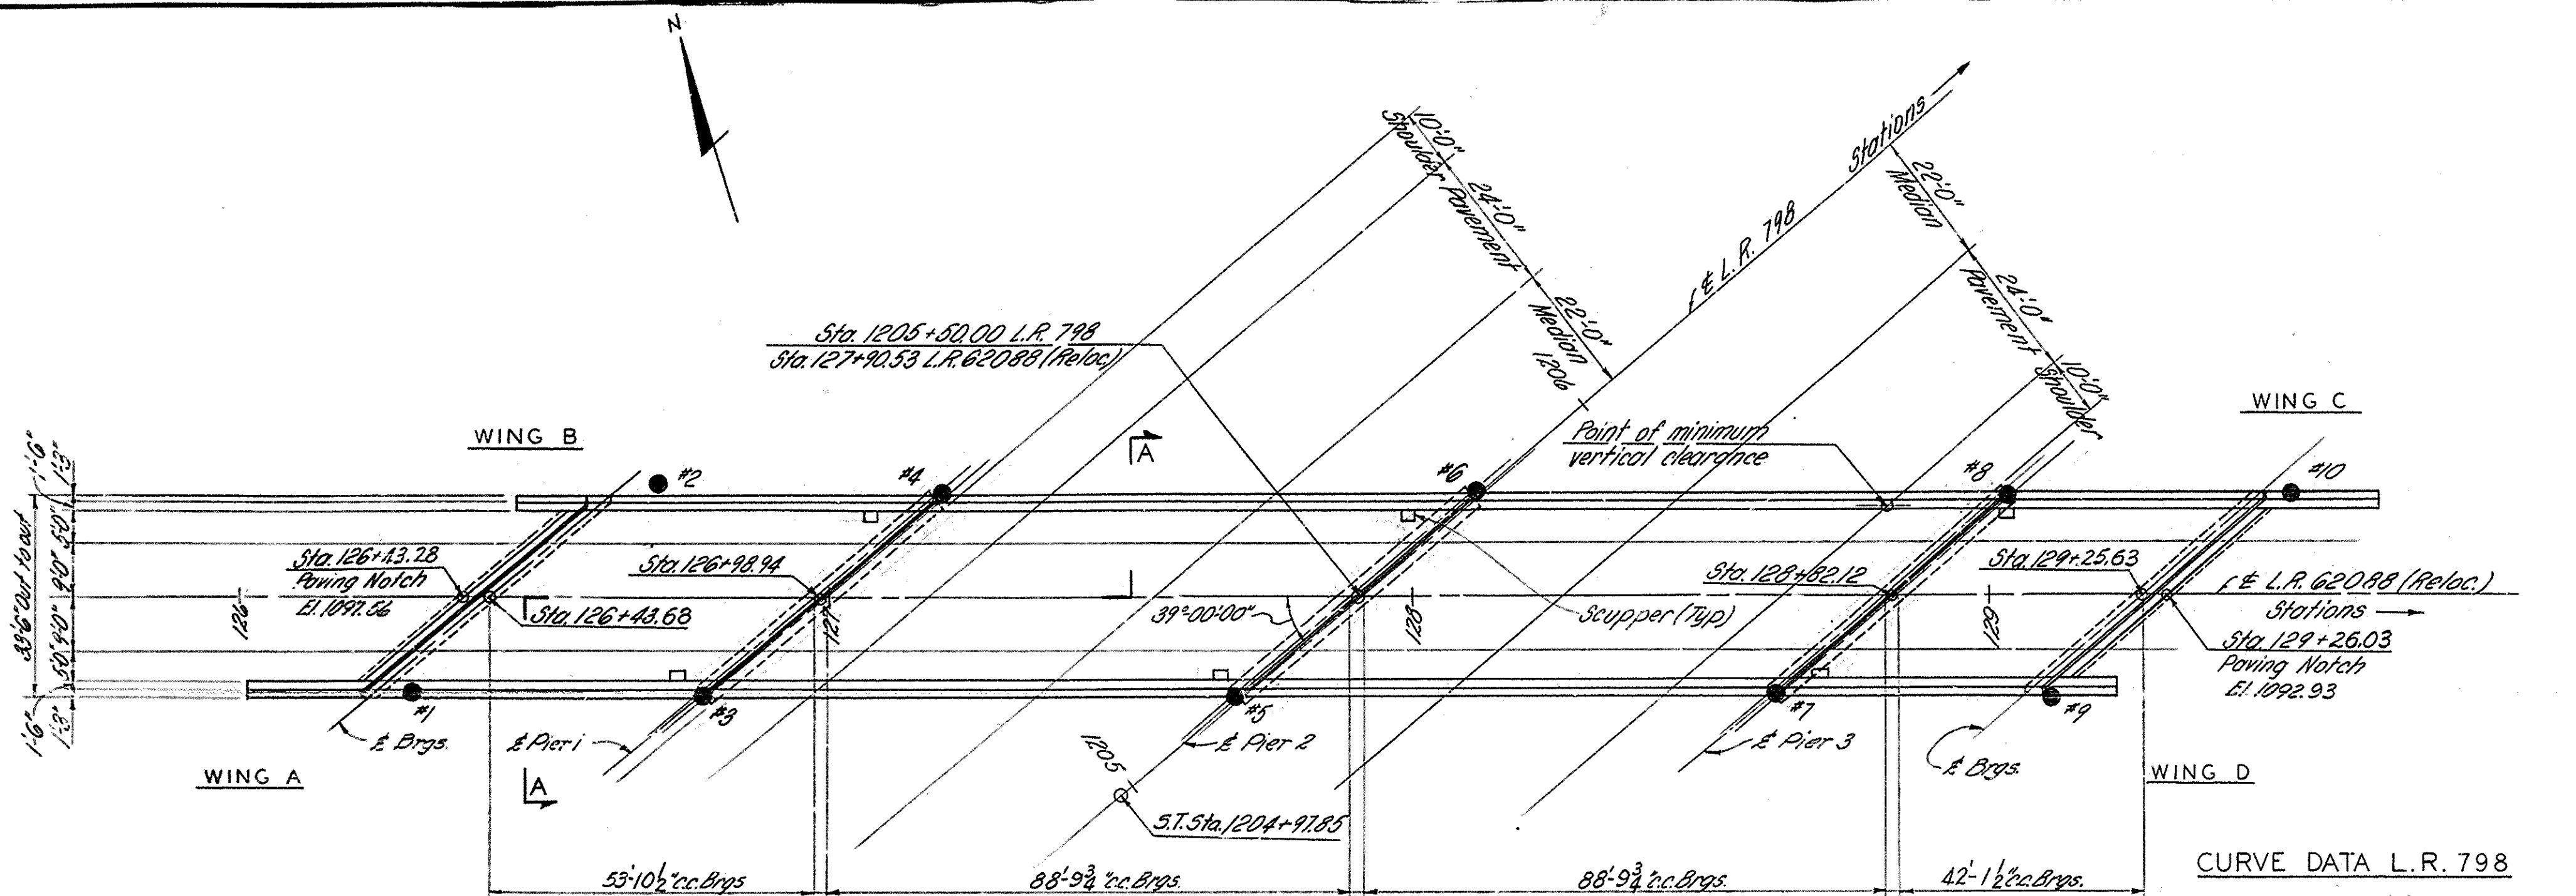 N
10'-0"
Shoulder
24'-0"
Pavement
22'-0"
Median
Stations
22'-0"
Median
24'-0"
Pavement
10'-0"
Shoulder
℄ L.R. 798
1206
Sta. 1205+50.00 L.R. 798
Sta. 127+90.53 L.R. 62088 (Reloc.)
WING B
WING C
Point of minimum
vertical clearance
A
#2
#4
#6
#8
#10
1'-6"
1'-3"
33'-6" Out to out
5'-0"
9'-0"
9'-0"
5'-0"
1'-6"
1'-3"
Sta. 126+43.28
Paving Notch
El. 1097.56
126
Sta. 126+43.68
Sta. 126+98.94
127
39°-00'-00"
128
Scupper (Typ)
Sta. 128+82.12
129
Sta. 129+25.63
℄ L.R. 62088 (Reloc.)
Stations
Sta. 129+26.03
Paving Notch
El. 1092.93
#1
#3
#5
#7
#9
℄ Brgs.
℄ Pier 1
℄ Pier 2
℄ Pier 3
℄ Brgs.
WING A
A
1205
S.T. Sta. 1204+97.85
WING D
53'-10½" c.c. Brgs.
88'-9¾" c.c. Brgs.
88'-9¾" c.c. Brgs.
42'-1½" c.c. Brgs.
CURVE DATA L.R. 798